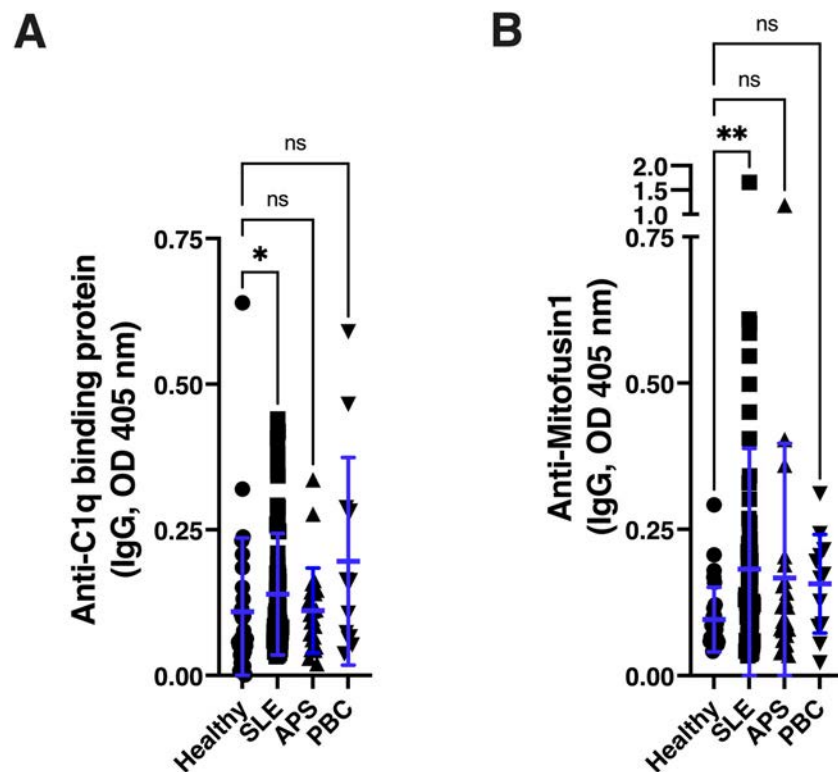 A
Anti-C1q binding protein
(IgG, OD 405 nm)
ns
ns
*
0.75
0.50
0.25
0.00
Healthy
SLE
APS
PBC
B
Anti-Mitofusin1
(IgG, OD 405 nm)
ns
ns
**
2.0
1.5
1.0
0.75
0.50
0.25
0.00
Healthy
SLE
APS
PBC